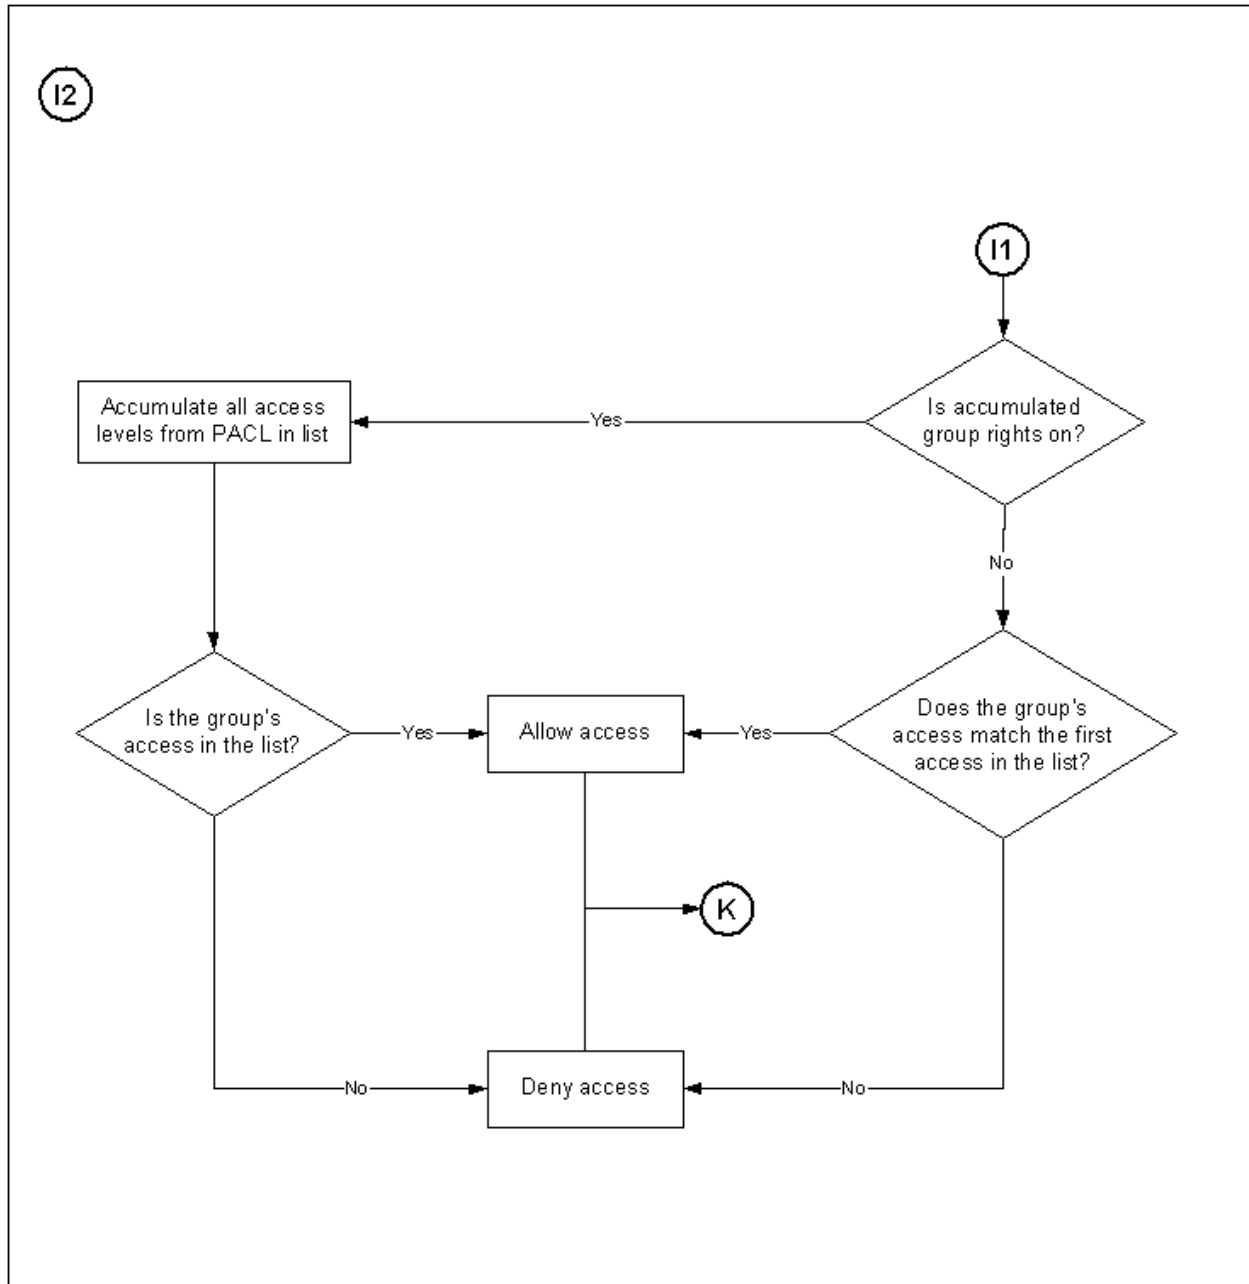 I2
I1
Accumulate all access
levels from PACL in list
Yes
Is accumulated
group rights on?
No
Is the group's
access in the list?
Yes
Allow access
Yes
Does the group's
access match the first
access in the list?
K
No
Deny access
No